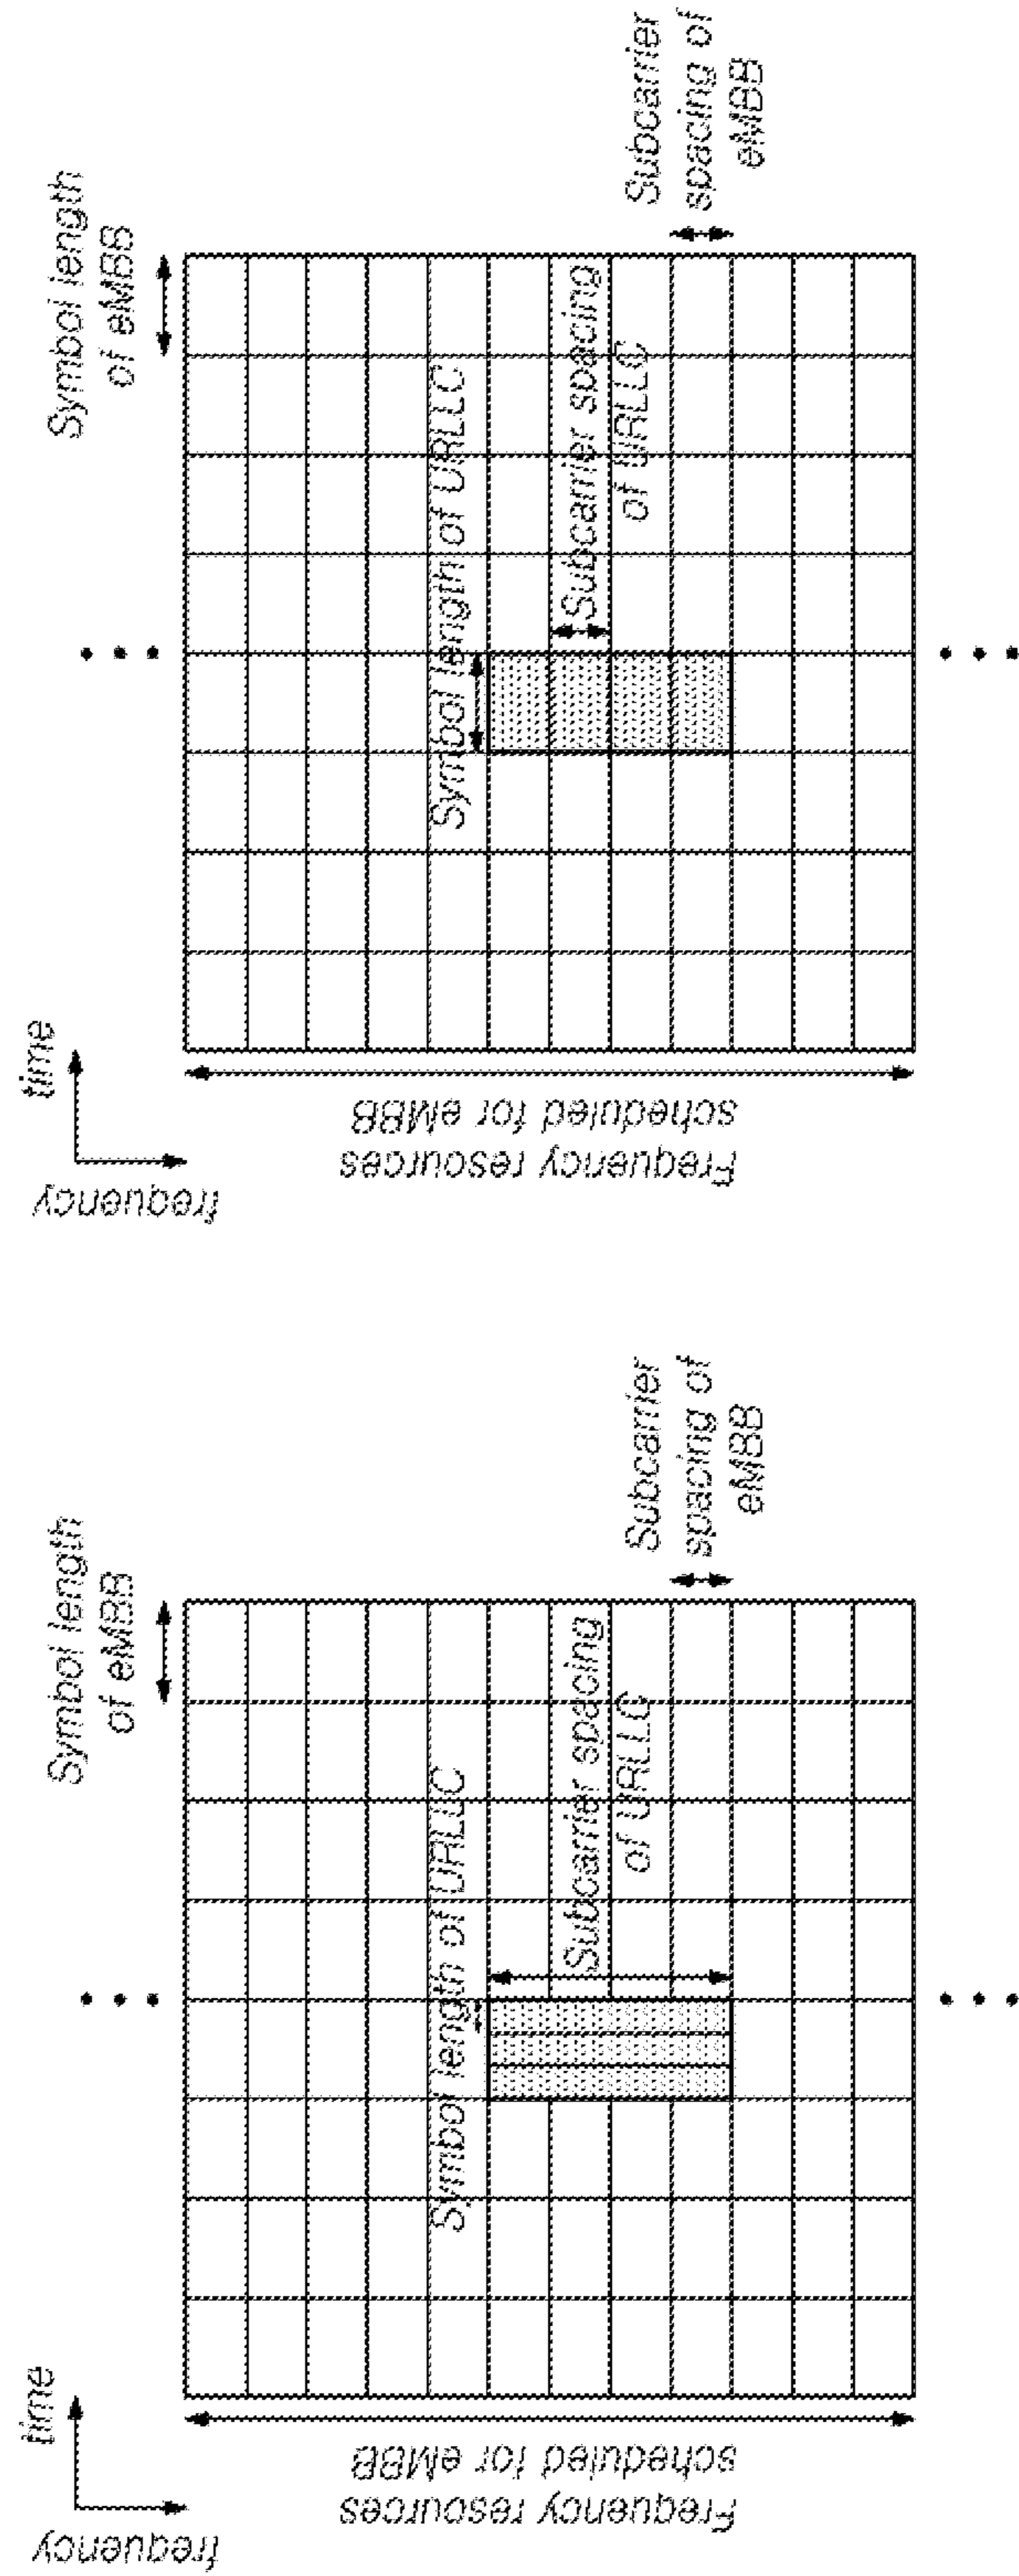 time
frequency
Symbol length
of eMBB
Symbol length of URLLC
Subcarrier spacing
of URLLC
Subcarrier
spacing of
eMBB
Frequency resources
scheduled for eMBB
time
frequency
Symbol length
of eMBB
Symbol length of URLLC
Subcarrier spacing
of URLLC
Subcarrier
spacing of
eMBB
Frequency resources
scheduled for eMBB